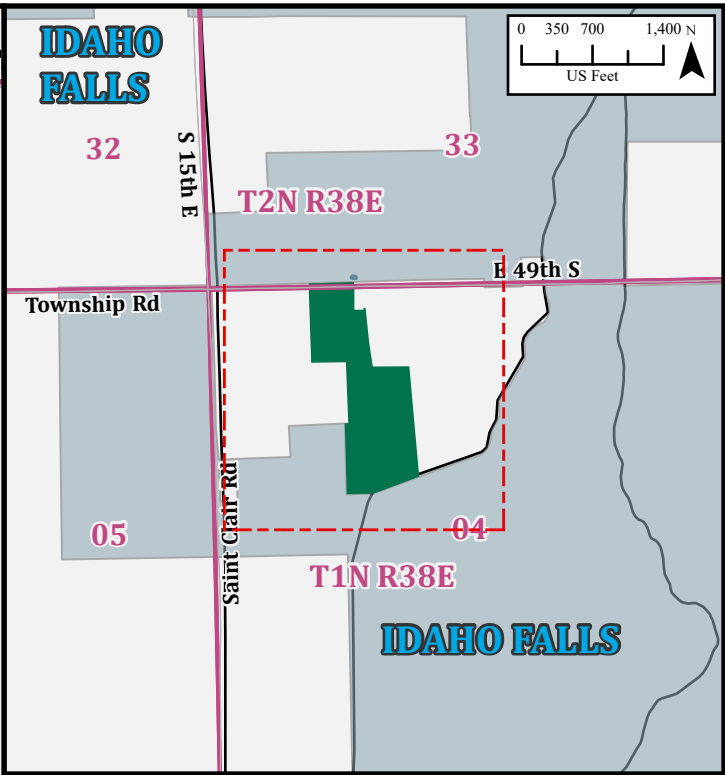 IDAHO
FALLS
0 350 700 1,400 N
US Feet
32
33
S 15th E
T2N R38E
E 49th S
Township Rd
Saint Clair Rd
05
04
T1N R38E
IDAHO FALLS